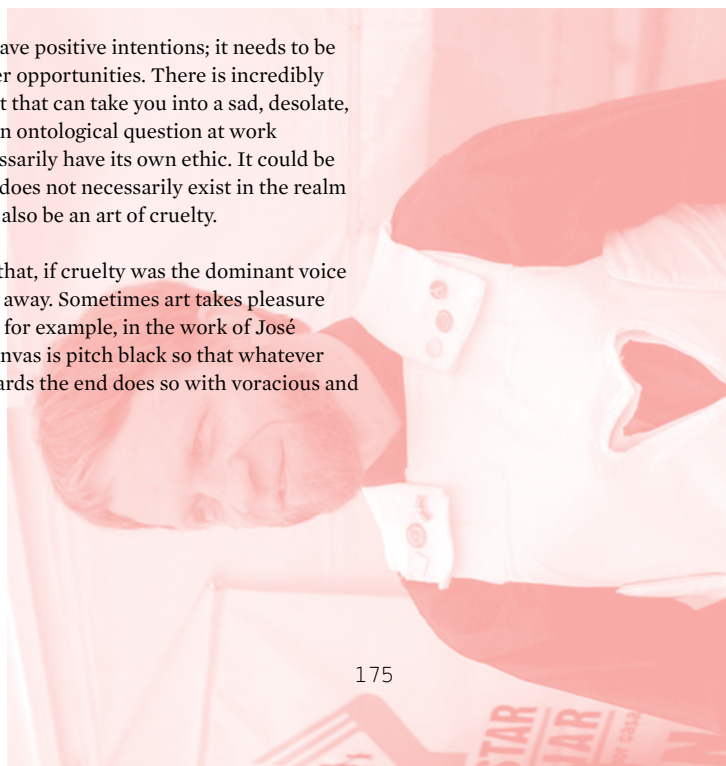 ave positive intentions; it needs to be
er opportunities. There is incredibly
t that can take you into a sad, desolate,
n ontological question at work
ssarily have its own ethic. It could be
does not necessarily exist in the realm
also be an art of cruelty.
that, if cruelty was the dominant voice
away. Sometimes art takes pleasure
for example, in the work of José
nvas is pitch black so that whatever
ards the end does so with voracious and
175
STAR
JAR
or casa